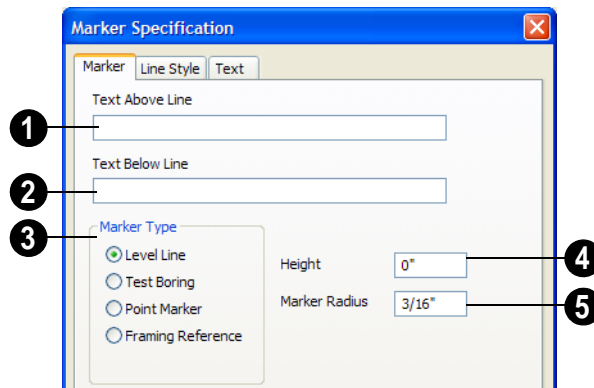 Marker Specification
Marker Line Style Text
Text Above Line
1
Text Below Line
2
Marker Type
3
Level Line
Test Boring
Point Marker
Framing Reference
Height 0" 4
Marker Radius 3/16" 5